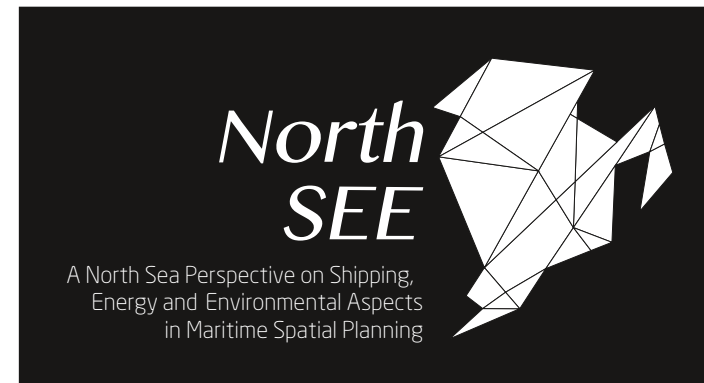 North
SEE
A North Sea Perspective on Shipping,
Energy and Environmental Aspects
in Maritime Spatial Planning